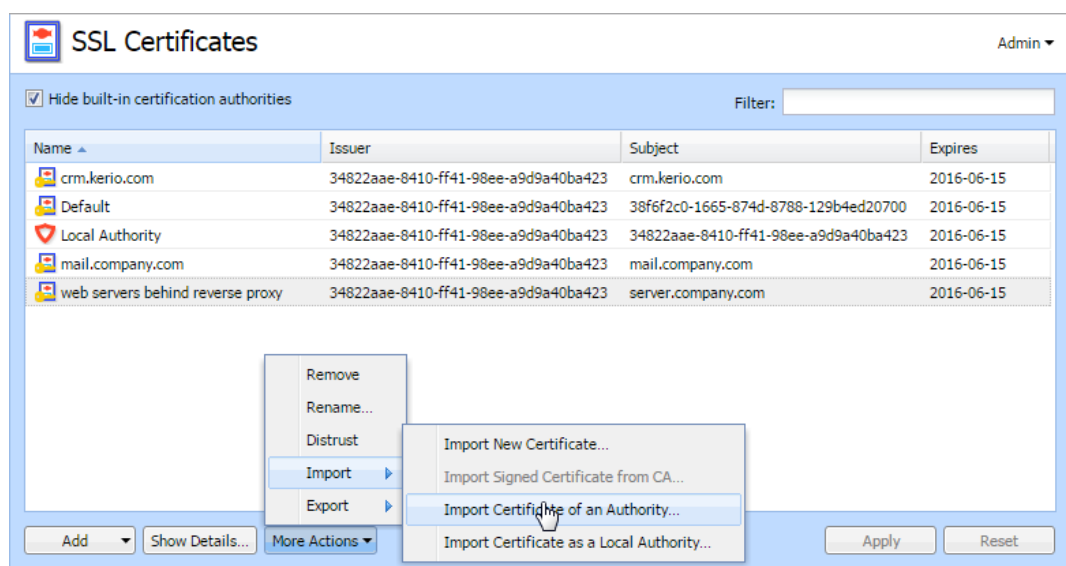 SSL Certificates
Admin
Hide built-in certification authorities
Filter:
Name Issuer Subject Expires
crm.kerio.com 34822aae-8410-ff41-98ee-a9d9a40ba423 crm.kerio.com 2016-06-15
Default 34822aae-8410-ff41-98ee-a9d9a40ba423 38f6f2c0-1665-874d-8788-129b4ed20700 2016-06-15
Local Authority 34822aae-8410-ff41-98ee-a9d9a40ba423 34822aae-8410-ff41-98ee-a9d9a40ba423 2016-06-15
mail.company.com 34822aae-8410-ff41-98ee-a9d9a40ba423 mail.company.com 2016-06-15
web servers behind reverse proxy 34822aae-8410-ff41-98ee-a9d9a40ba423 server.company.com 2016-06-15
Remove
Rename...
Distrust
Import
Export
Import New Certificate...
Import Signed Certificate from CA...
Import Certificate of an Authority...
Import Certificate as a Local Authority...
Add Show Details... More Actions Apply Reset